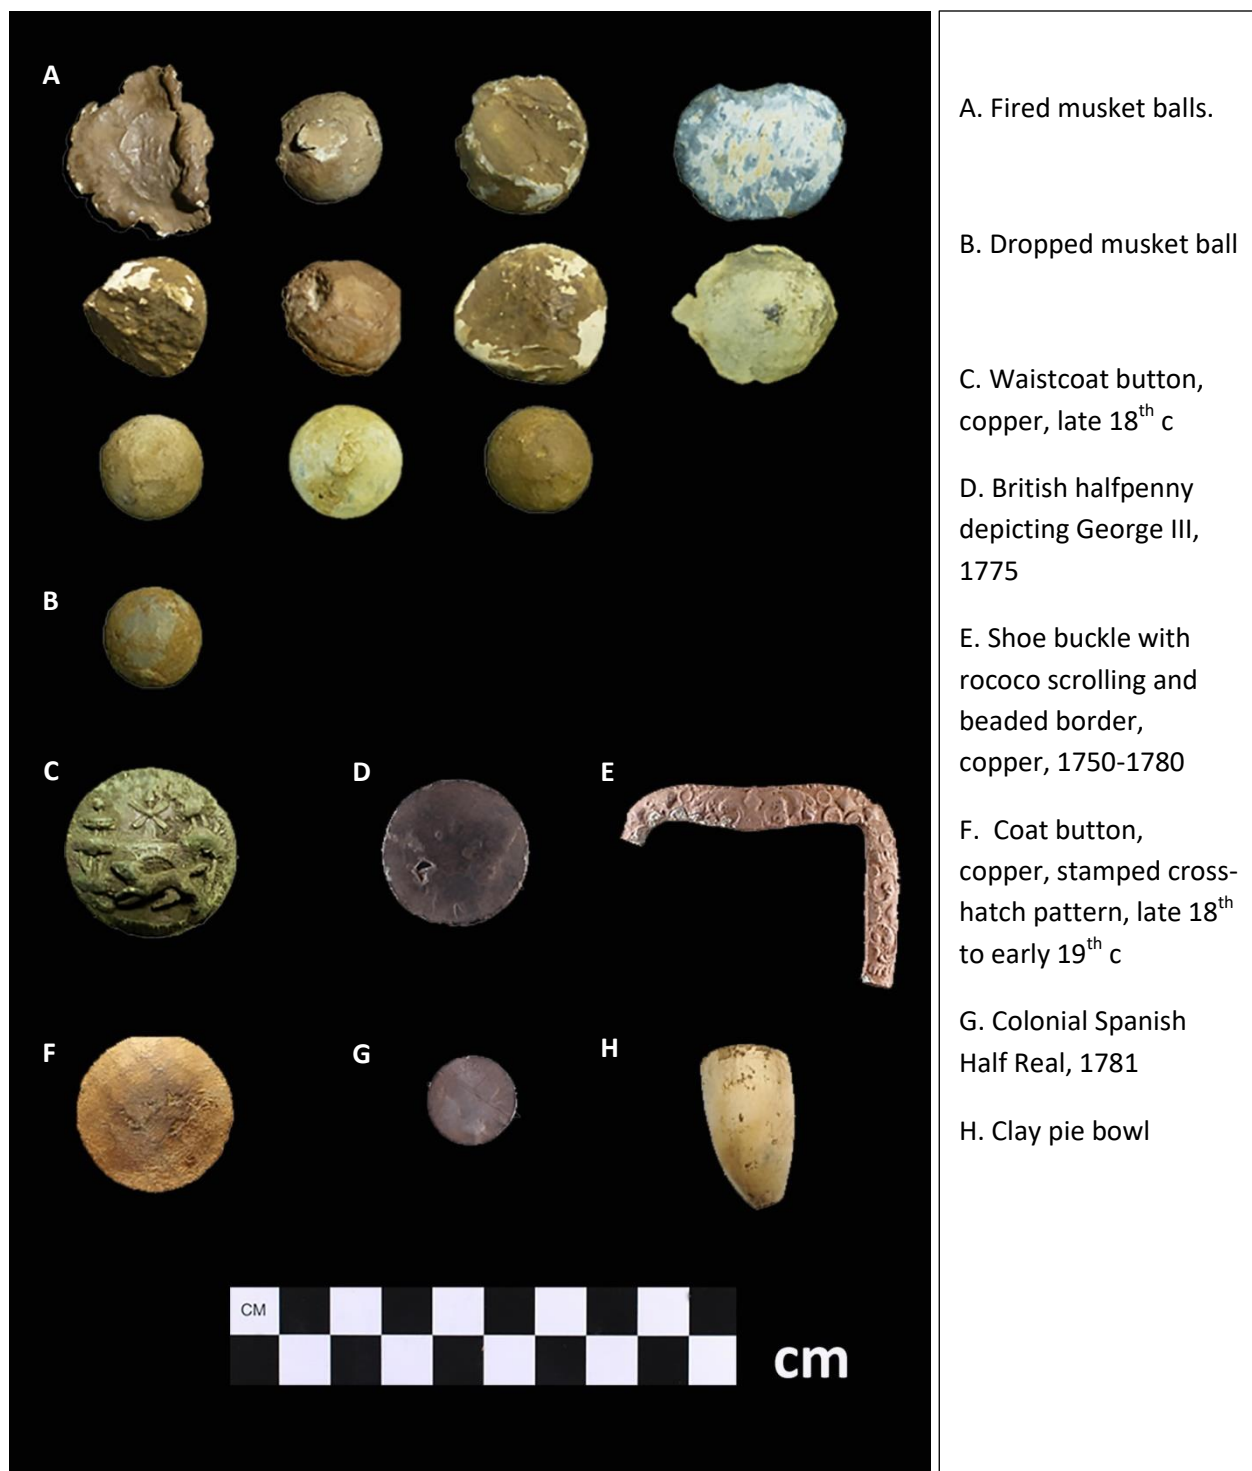 A
B
C
D
E
F
G
H
CM
cm
A. Fired musket balls.
B. Dropped musket ball
C. Waistcoat button,
copper, late 18th c
D. British halfpenny
depicting George III,
1775
E. Shoe buckle with
rococo scrolling and
beaded border,
copper, 1750-1780
F. Coat button,
copper, stamped cross-
hatch pattern, late 18th
to early 19th c
G. Colonial Spanish
Half Real, 1781
H. Clay pie bowl